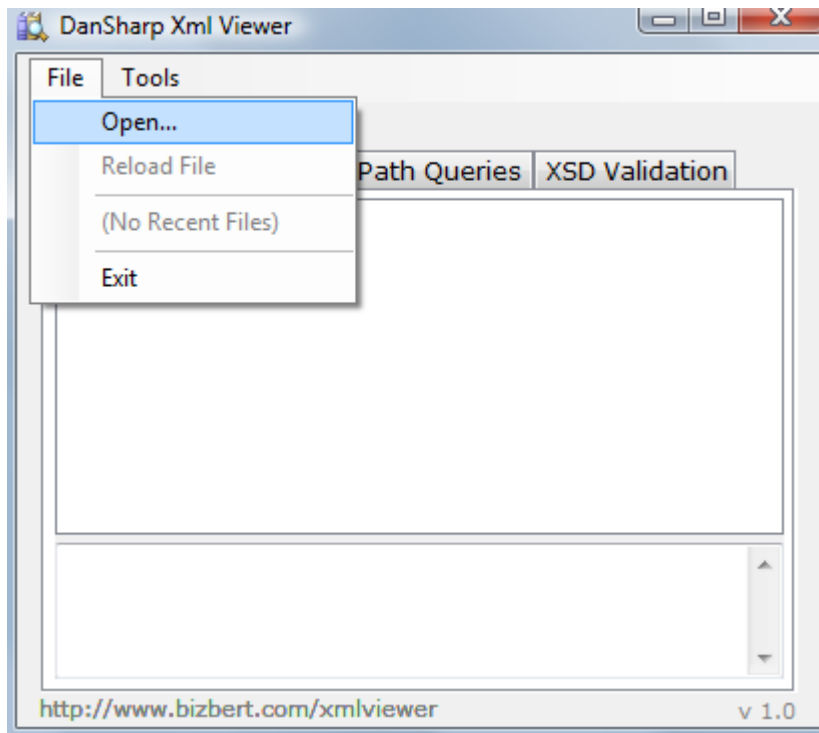 DanSharp Xml Viewer
File Tools
Open...
Reload File
Path Queries XSD Validation
(No Recent Files)
Exit
http://www.bizbert.com/xmlviewer v 1.0